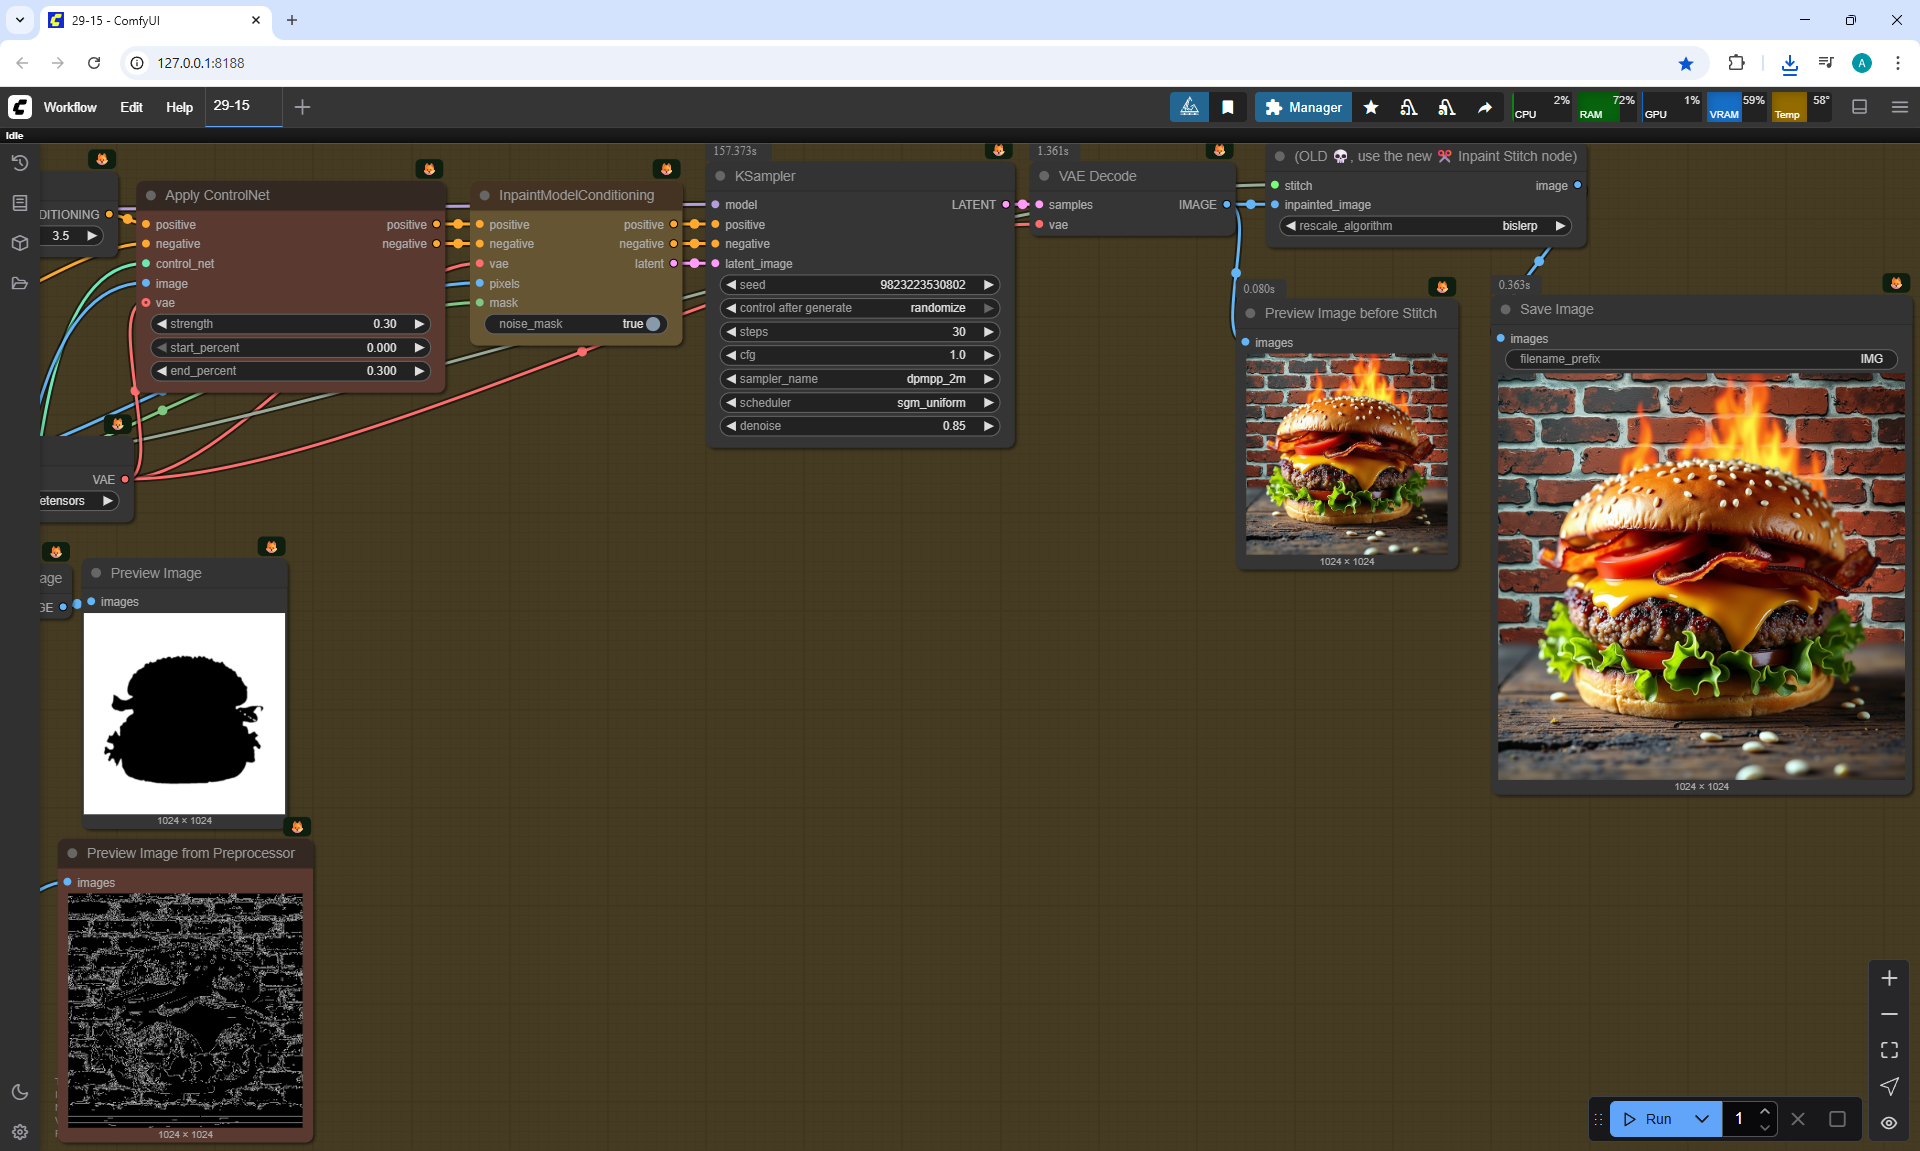 29-15 - ComfyUI
127.0.0.1:8188
A
Workflow Edit Help 29-15
Manager
CPU 2%
RAM 72%
GPU 1%
VRAM 59%
Temp 58°
Idle
DITIONING
3.5
Apply ControlNet
positive positive
negative negative
control_net
image
vae
strength 0.30
start_percent 0.000
end_percent 0.300
InpaintModelConditioning
positive positive
negative negative
vae latent
pixels
mask
noise_mask true
157.373s
KSampler
model LATENT
positive
negative
latent_image
seed 9823223530802
control after generate randomize
steps 30
cfg 1.0
sampler_name dpmpp_2m
scheduler sgm_uniform
denoise 0.85
1.361s
VAE Decode
samples IMAGE
vae
(OLD 💀, use the new ✂️ Inpaint Stitch node)
stitch image
inpainted_image
rescale_algorithm bislerp
0.080s
Preview Image before Stitch
images
1024 × 1024
0.363s
Save Image
images
filename_prefix IMG
1024 × 1024
VAE
etensors
age
GE
Preview Image
images
1024 × 1024
Preview Image from Preprocessor
images
1024 × 1024
Run 1